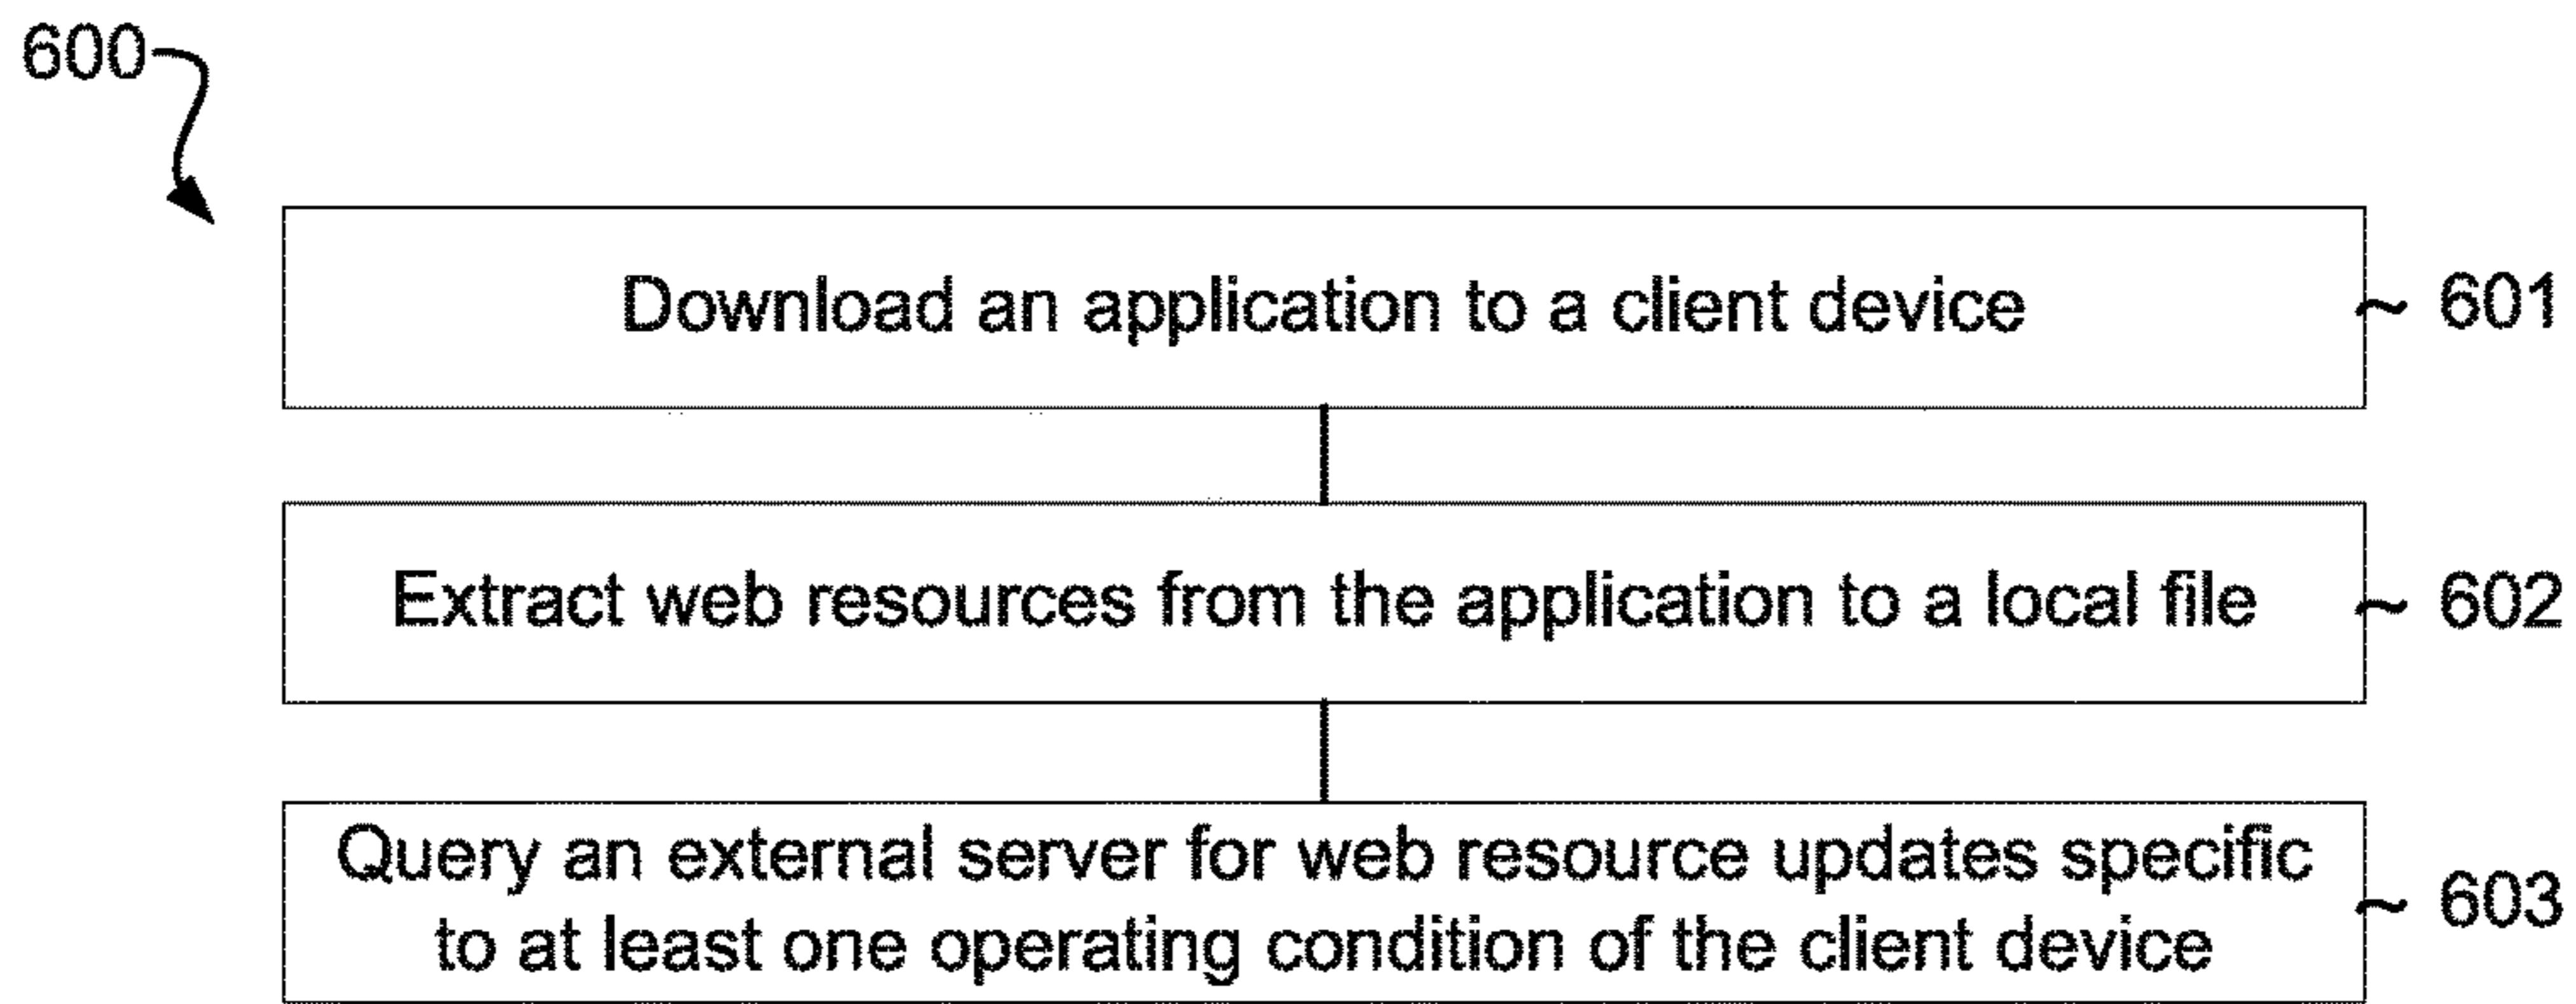 600
Download an application to a client device
601
Extract web resources from the application to a local file
602
Query an external server for web resource updates specific
to at least one operating condition of the client device
603